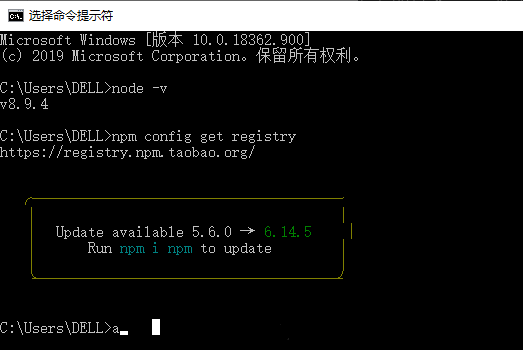 选择命令提示符
Microsoft Windows [版本 10.0.18362.900]
(c) 2019 Microsoft Corporation。保留所有权利。
C:\Users\DELL>node -v
v8.9.4
C:\Users\DELL>npm config get registry
https://registry.npm.taobao.org/
Update available 5.6.0 → 6.14.5
Run npm i npm to update
C:\Users\DELL>a